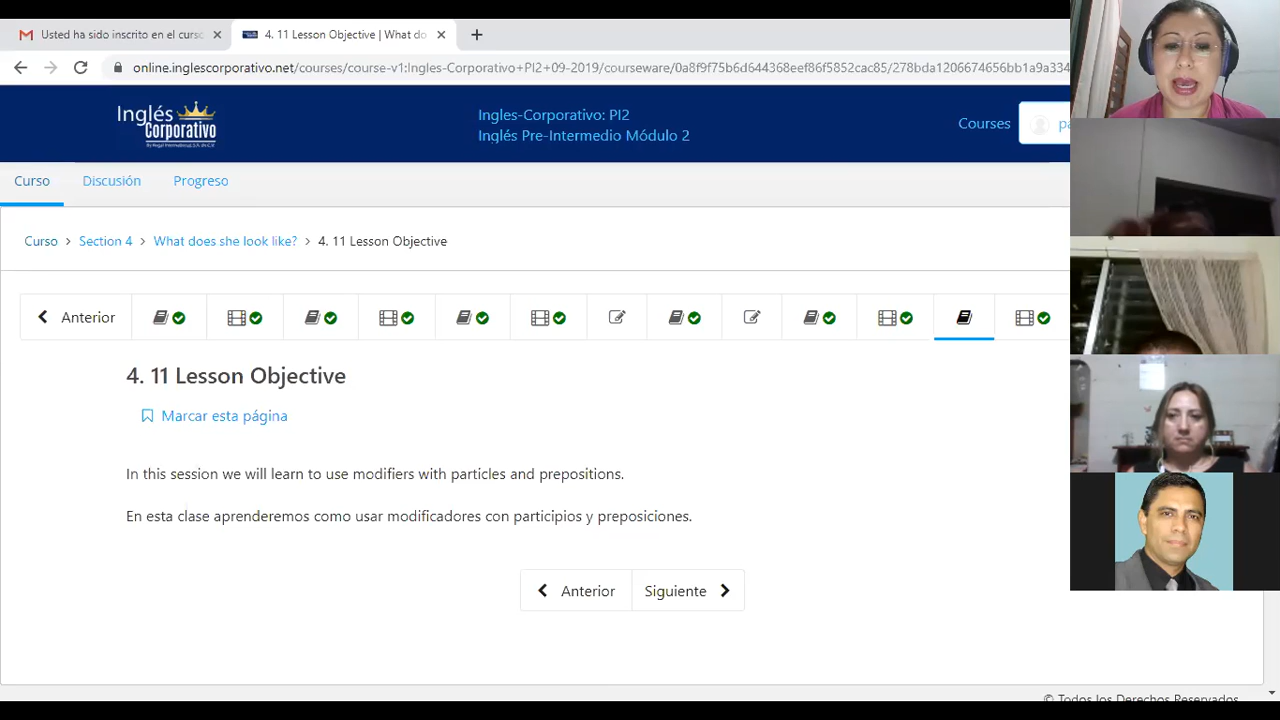 Usted ha sido inscrito en el curso
4. 11 Lesson Objective | What do
online.inglescorporativo.net/courses/course-v1:Ingles-Corporativo+PI2+09-2019/courseware/0a8f9f75b6d644368eef86f5852cac85/278bda1206674656bb1a9a334
Inglés
Corporativo
Ingles-Corporativo: PI2
Inglés Pre-Intermedio Módulo 2
Courses
pa
Curso
Discusión
Progreso
Curso > Section 4 > What does she look like? > 4. 11 Lesson Objective
Anterior
4. 11 Lesson Objective
Marcar esta página
In this session we will learn to use modifiers with particles and prepositions.
En esta clase aprenderemos como usar modificadores con participios y preposiciones.
Anterior
Siguiente
© Todos los Derechos Reservados